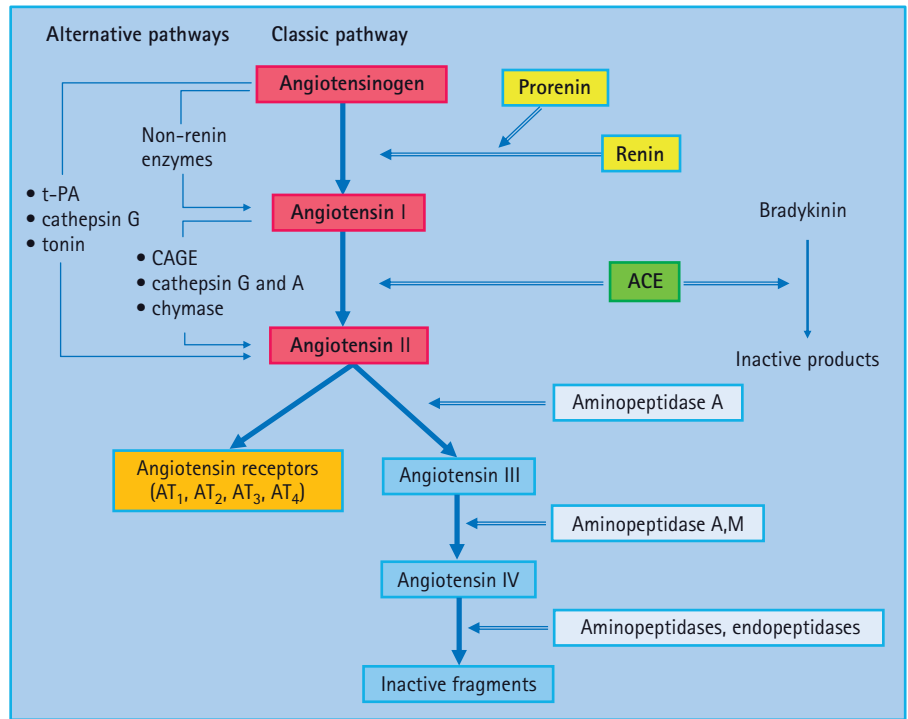 Alternative pathways
Classic pathway
Angiotensinogen
Prorenin
Non-renin
enzymes
Renin
• t-PA
• cathepsin G
• tonin
Angiotensin I
Bradykinin
• CAGE
• cathepsin G and A
• chymase
ACE
Angiotensin II
Inactive products
Aminopeptidase A
Angiotensin receptors
(AT₁, AT₂, AT₃, AT₄)
Angiotensin III
Aminopeptidase A,M
Angiotensin IV
Aminopeptidases, endopeptidases
Inactive fragments